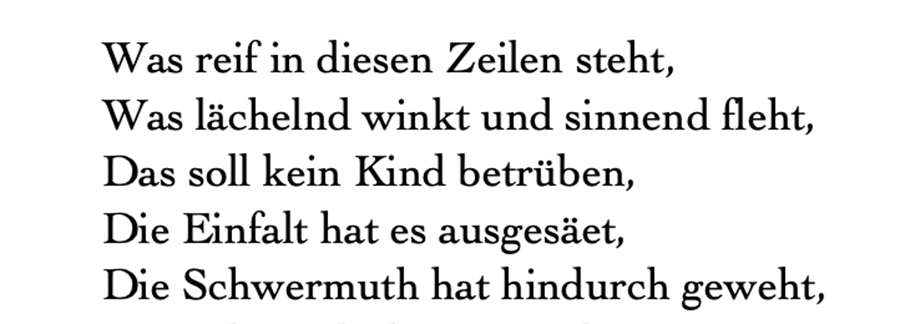 Was reif in diesen Zeilen steht,
Was lächelnd winkt und sinnend fleht,
Das soll kein Kind betrüben,
Die Einfalt hat es ausgesäet,
Die Schwermuth hat hindurch geweht,